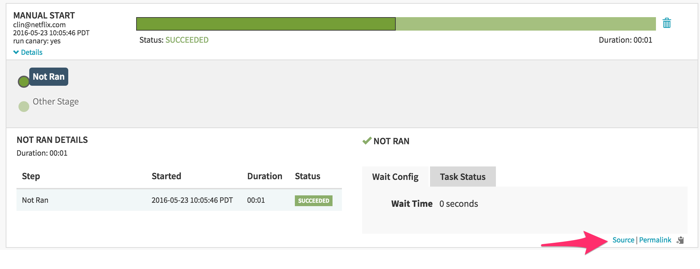 MANUAL START
clin@netflix.com
2016-05-23 10:05:46 PDT
run canary: yes
Details
Status: SUCCEEDED
Duration: 00:01
Not Ran
Other Stage
NOT RAN DETAILS
Duration: 00:01
Step Started Duration Status
Not Ran 2016-05-23 10:05:46 PDT 00:01 SUCCEEDED
NOT RAN
Wait Config Task Status
Wait Time 0 seconds
Source | Permalink